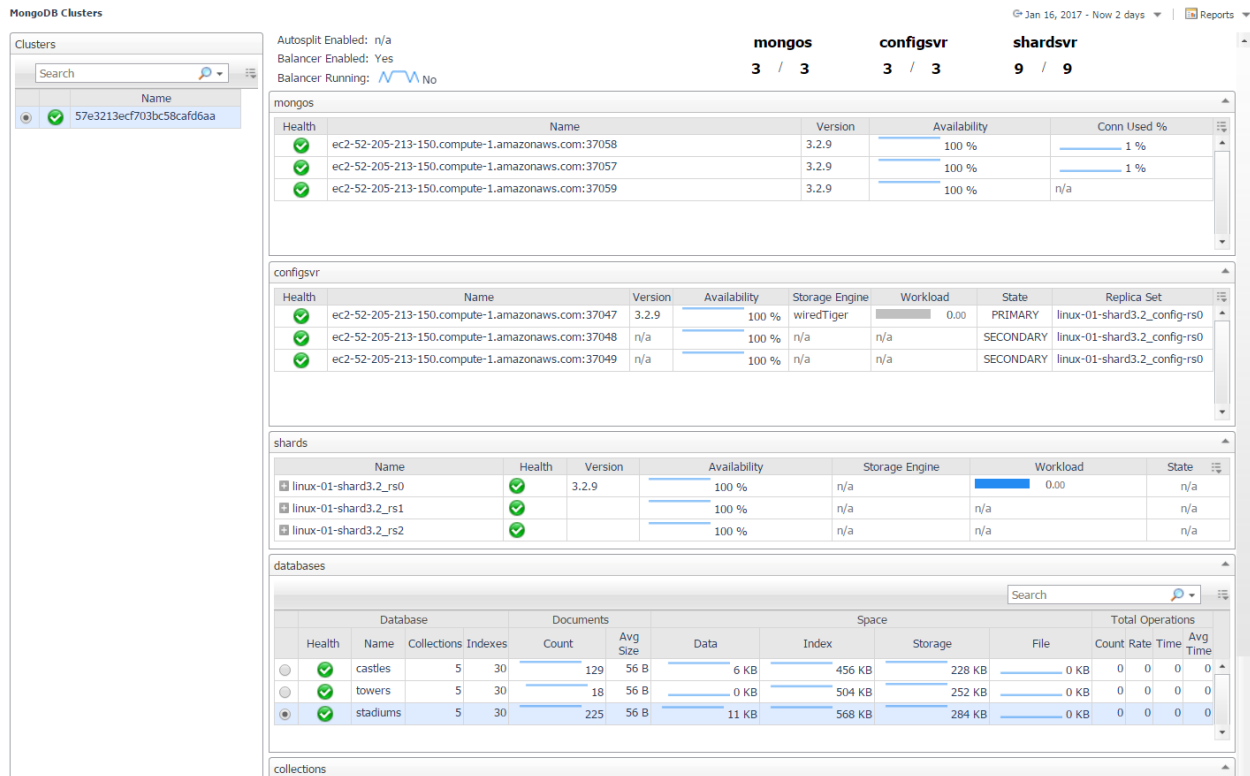 MongoDB Clusters
Jan 16, 2017 - Now 2 days Reports
Clusters
Search
Name
57e3213ecf703bc58cafd6aa
Autosplit Enabled: n/a
Balancer Enabled: Yes
Balancer Running: No
mongos configsvr shardsvr
3 / 3 3 / 3 9 / 9
mongos
Health Name Version Availability Conn Used %
ec2-52-205-213-150.compute-1.amazonaws.com:37058 3.2.9 100 % 1 %
ec2-52-205-213-150.compute-1.amazonaws.com:37057 3.2.9 100 % 1 %
ec2-52-205-213-150.compute-1.amazonaws.com:37059 3.2.9 100 % n/a
configsvr
Health Name Version Availability Storage Engine Workload State Replica Set
ec2-52-205-213-150.compute-1.amazonaws.com:37047 3.2.9 100 % wiredTiger 0.00 PRIMARY linux-01-shard3.2_config-rs0
ec2-52-205-213-150.compute-1.amazonaws.com:37048 n/a 100 % n/a n/a SECONDARY linux-01-shard3.2_config-rs0
ec2-52-205-213-150.compute-1.amazonaws.com:37049 n/a 100 % n/a n/a SECONDARY linux-01-shard3.2_config-rs0
shards
Name Health Version Availability Storage Engine Workload State
linux-01-shard3.2_rs0 3.2.9 100 % n/a 0.00 n/a
linux-01-shard3.2_rs1 100 % n/a n/a n/a
linux-01-shard3.2_rs2 100 % n/a n/a n/a
databases
Search
Database Documents Space Total Operations
Health Name Collections Indexes Count Avg Size Data Index Storage File Count Rate Time Avg Time
castles 5 30 129 56 B 6 KB 456 KB 228 KB 0 KB 0 0 0 0
towers 5 30 18 56 B 0 KB 504 KB 252 KB 0 KB 0 0 0 0
stadiums 5 30 225 56 B 11 KB 568 KB 284 KB 0 KB 0 0 0 0
collections